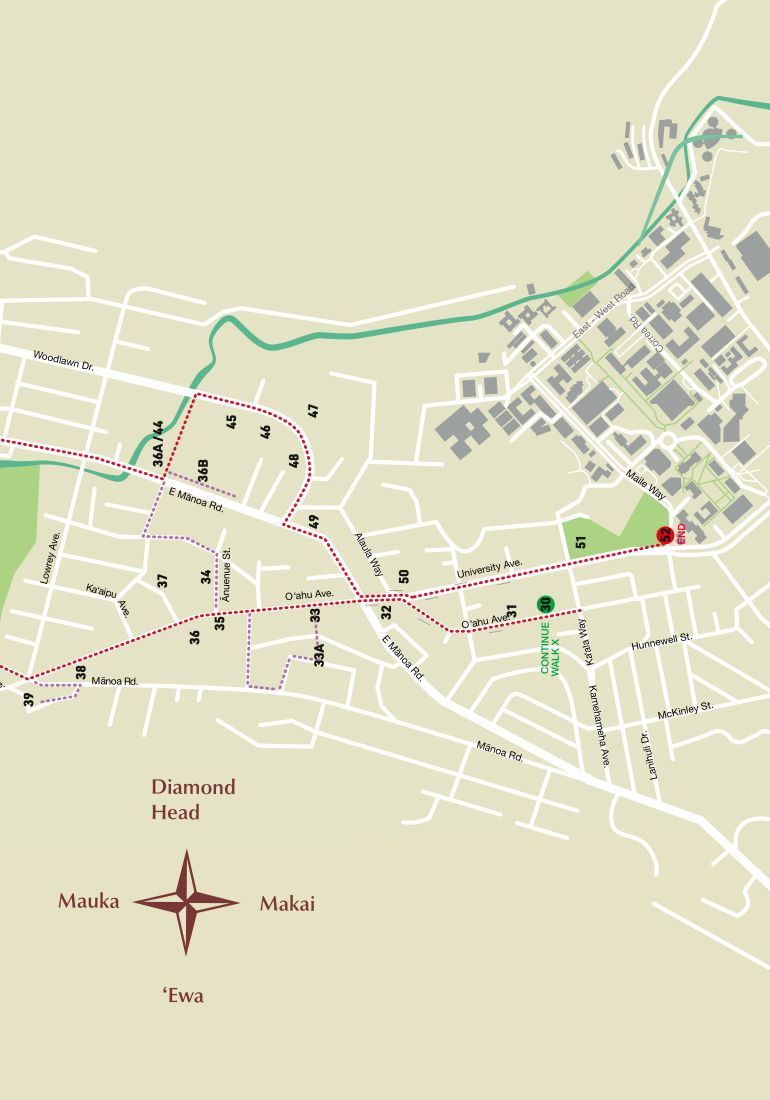 East - West Road
Correa Rd.
Woodlawn Dr.
47
45
46
36A/44
48
36B
Maile Way
E Mānoa Rd.
49
52
END
51
Alaula Way
Lowrey Ave.
University Ave.
50
37
34
Ānuenue St.
Ka'aipu Ave.
O'ahu Ave.
33
32
31
30
O'ahu Ave.
35
36
CONTINUE
WALK X
Ka'ala Way
Hunnewell St.
33A
E Mānoa Rd.
38
Mānoa Rd.
39
e.
McKinley St.
Kamehameha Ave.
Lanihuli Dr.
Mānoa Rd.
Diamond
Head
Mauka
Makai
‘Ewa